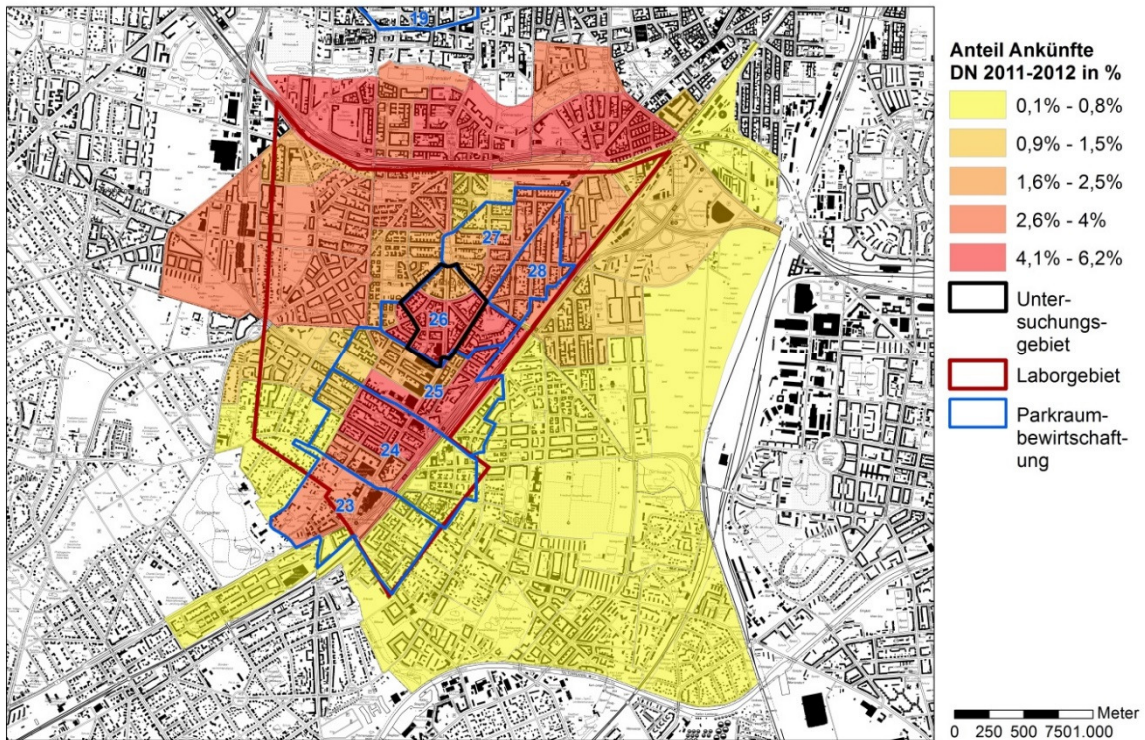 19
27
28
26
25
24
23
Anteil Ankünfte
DN 2011-2012 in %
0,1% - 0,8%
0,9% - 1,5%
1,6% - 2,5%
2,6% - 4%
4,1% - 6,2%
Unter-
suchungs-
gebiet
Laborgebiet
Parkraum-
bewirtschaft-
ung
Meter
0 250 500 7501.000